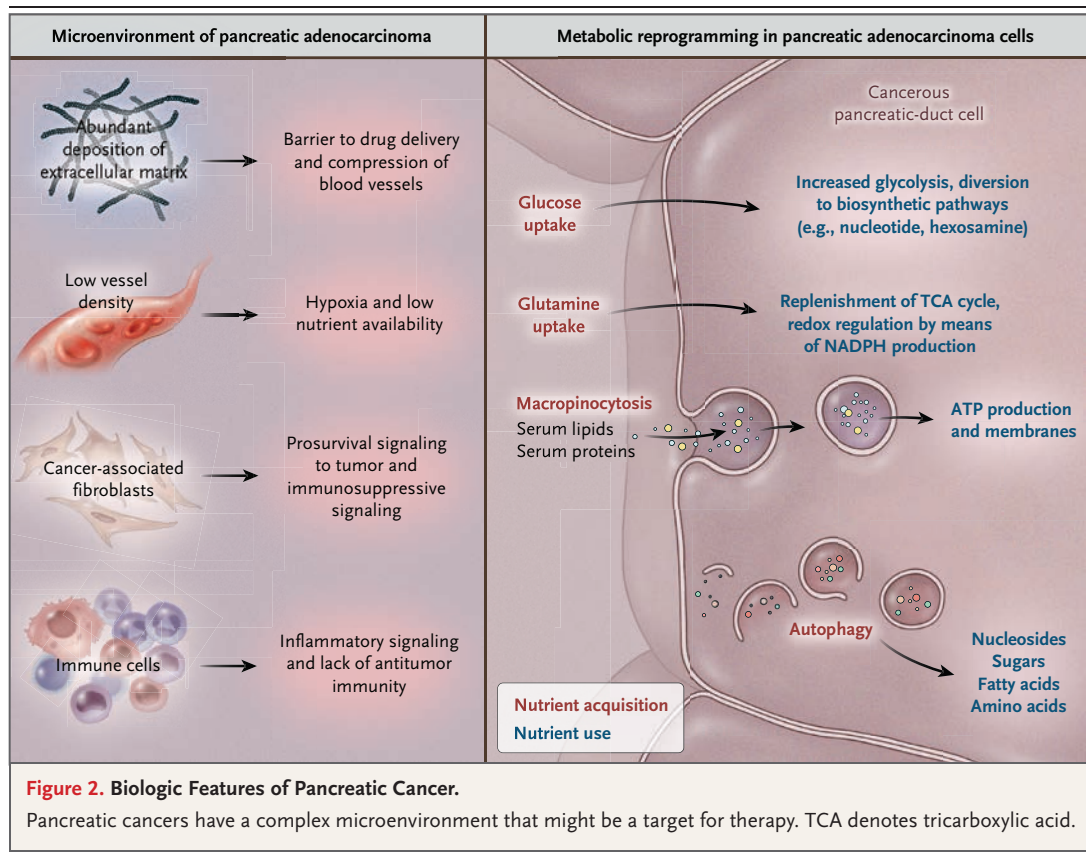 Microenvironment of pancreatic adenocarcinoma
Abundant
deposition of
extracellular matrix
Barrier to drug delivery
and compression of
blood vessels
Low vessel
density
Hypoxia and low
nutrient availability
Cancer-associated
fibroblasts
Prosurvival signaling
to tumor and
immunosuppressive
signaling
Immune cells
Inflammatory signaling
and lack of antitumor
immunity
Metabolic reprogramming in pancreatic adenocarcinoma cells
Cancerous
pancreatic-duct cell
Glucose
uptake
Increased glycolysis, diversion
to biosynthetic pathways
(e.g., nucleotide, hexosamine)
Glutamine
uptake
Replenishment of TCA cycle,
redox regulation by means
of NADPH production
Macropinocytosis
Serum lipids
Serum proteins
ATP production
and membranes
Autophagy
Nucleosides
Sugars
Fatty acids
Amino acids
Nutrient acquisition
Nutrient use
Figure 2. Biologic Features of Pancreatic Cancer.
Pancreatic cancers have a complex microenvironment that might be a target for therapy. TCA denotes tricarboxylic acid.